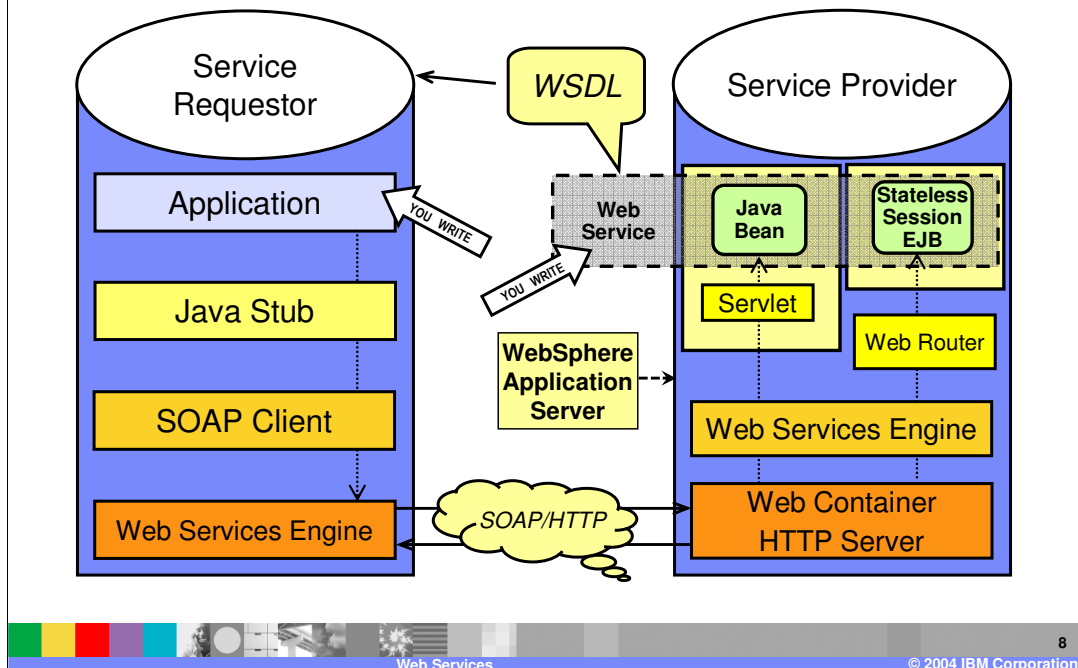 Service
Requestor
WSDL
Service Provider
Application
YOU WRITE
Web
Service
Java
Bean
Stateless
Session
EJB
YOU WRITE
Java Stub
Servlet
Web Router
WebSphere
Application
Server
SOAP Client
Web Services Engine
Web Services Engine
SOAP/HTTP
Web Container
HTTP Server
8
Web Services
© 2004 IBM Corporation